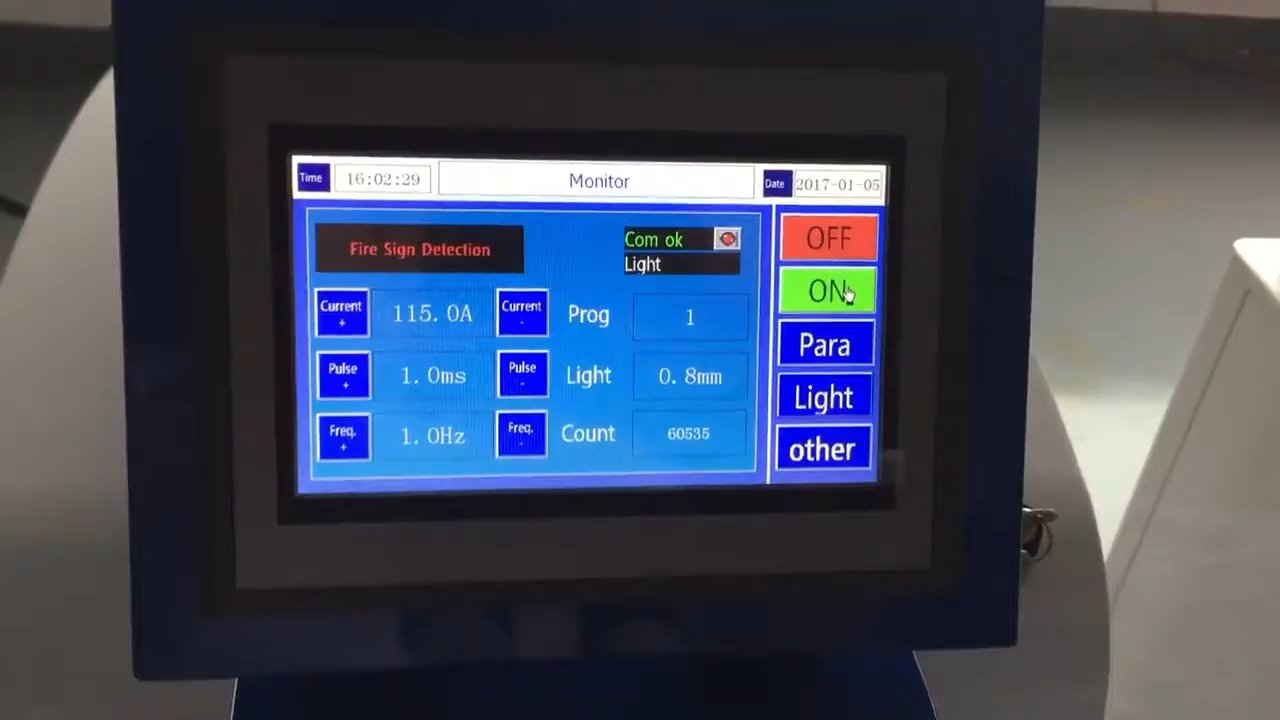 Time 16:02:29 Monitor Date 2017-01-05
Fire Sign Detection Com ok OFF
Light
Current + 115.0A Current - Prog 1 ON
Pulse + 1.0ms Pulse - Light 0.8mm Para
Freq. + 1.0Hz Freq. - Count 60535 Light
other